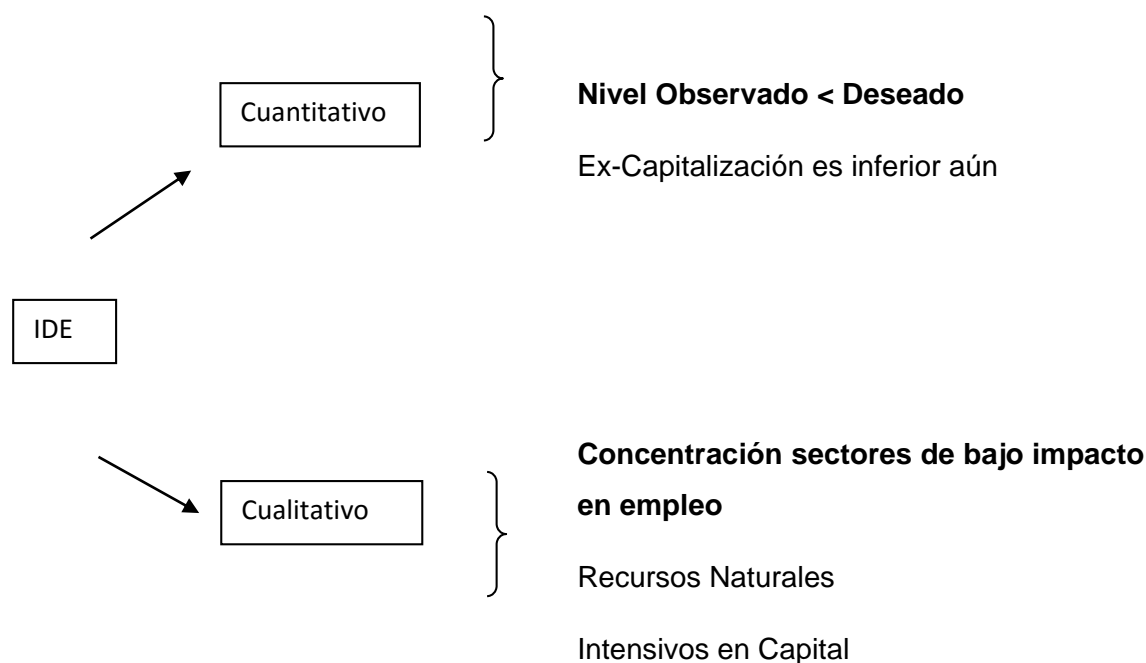 Cuantitativo
Nivel Observado < Deseado
Ex-Capitalización es inferior aún
IDE
Cualitativo
Concentración sectores de bajo impacto
en empleo
Recursos Naturales
Intensivos en Capital